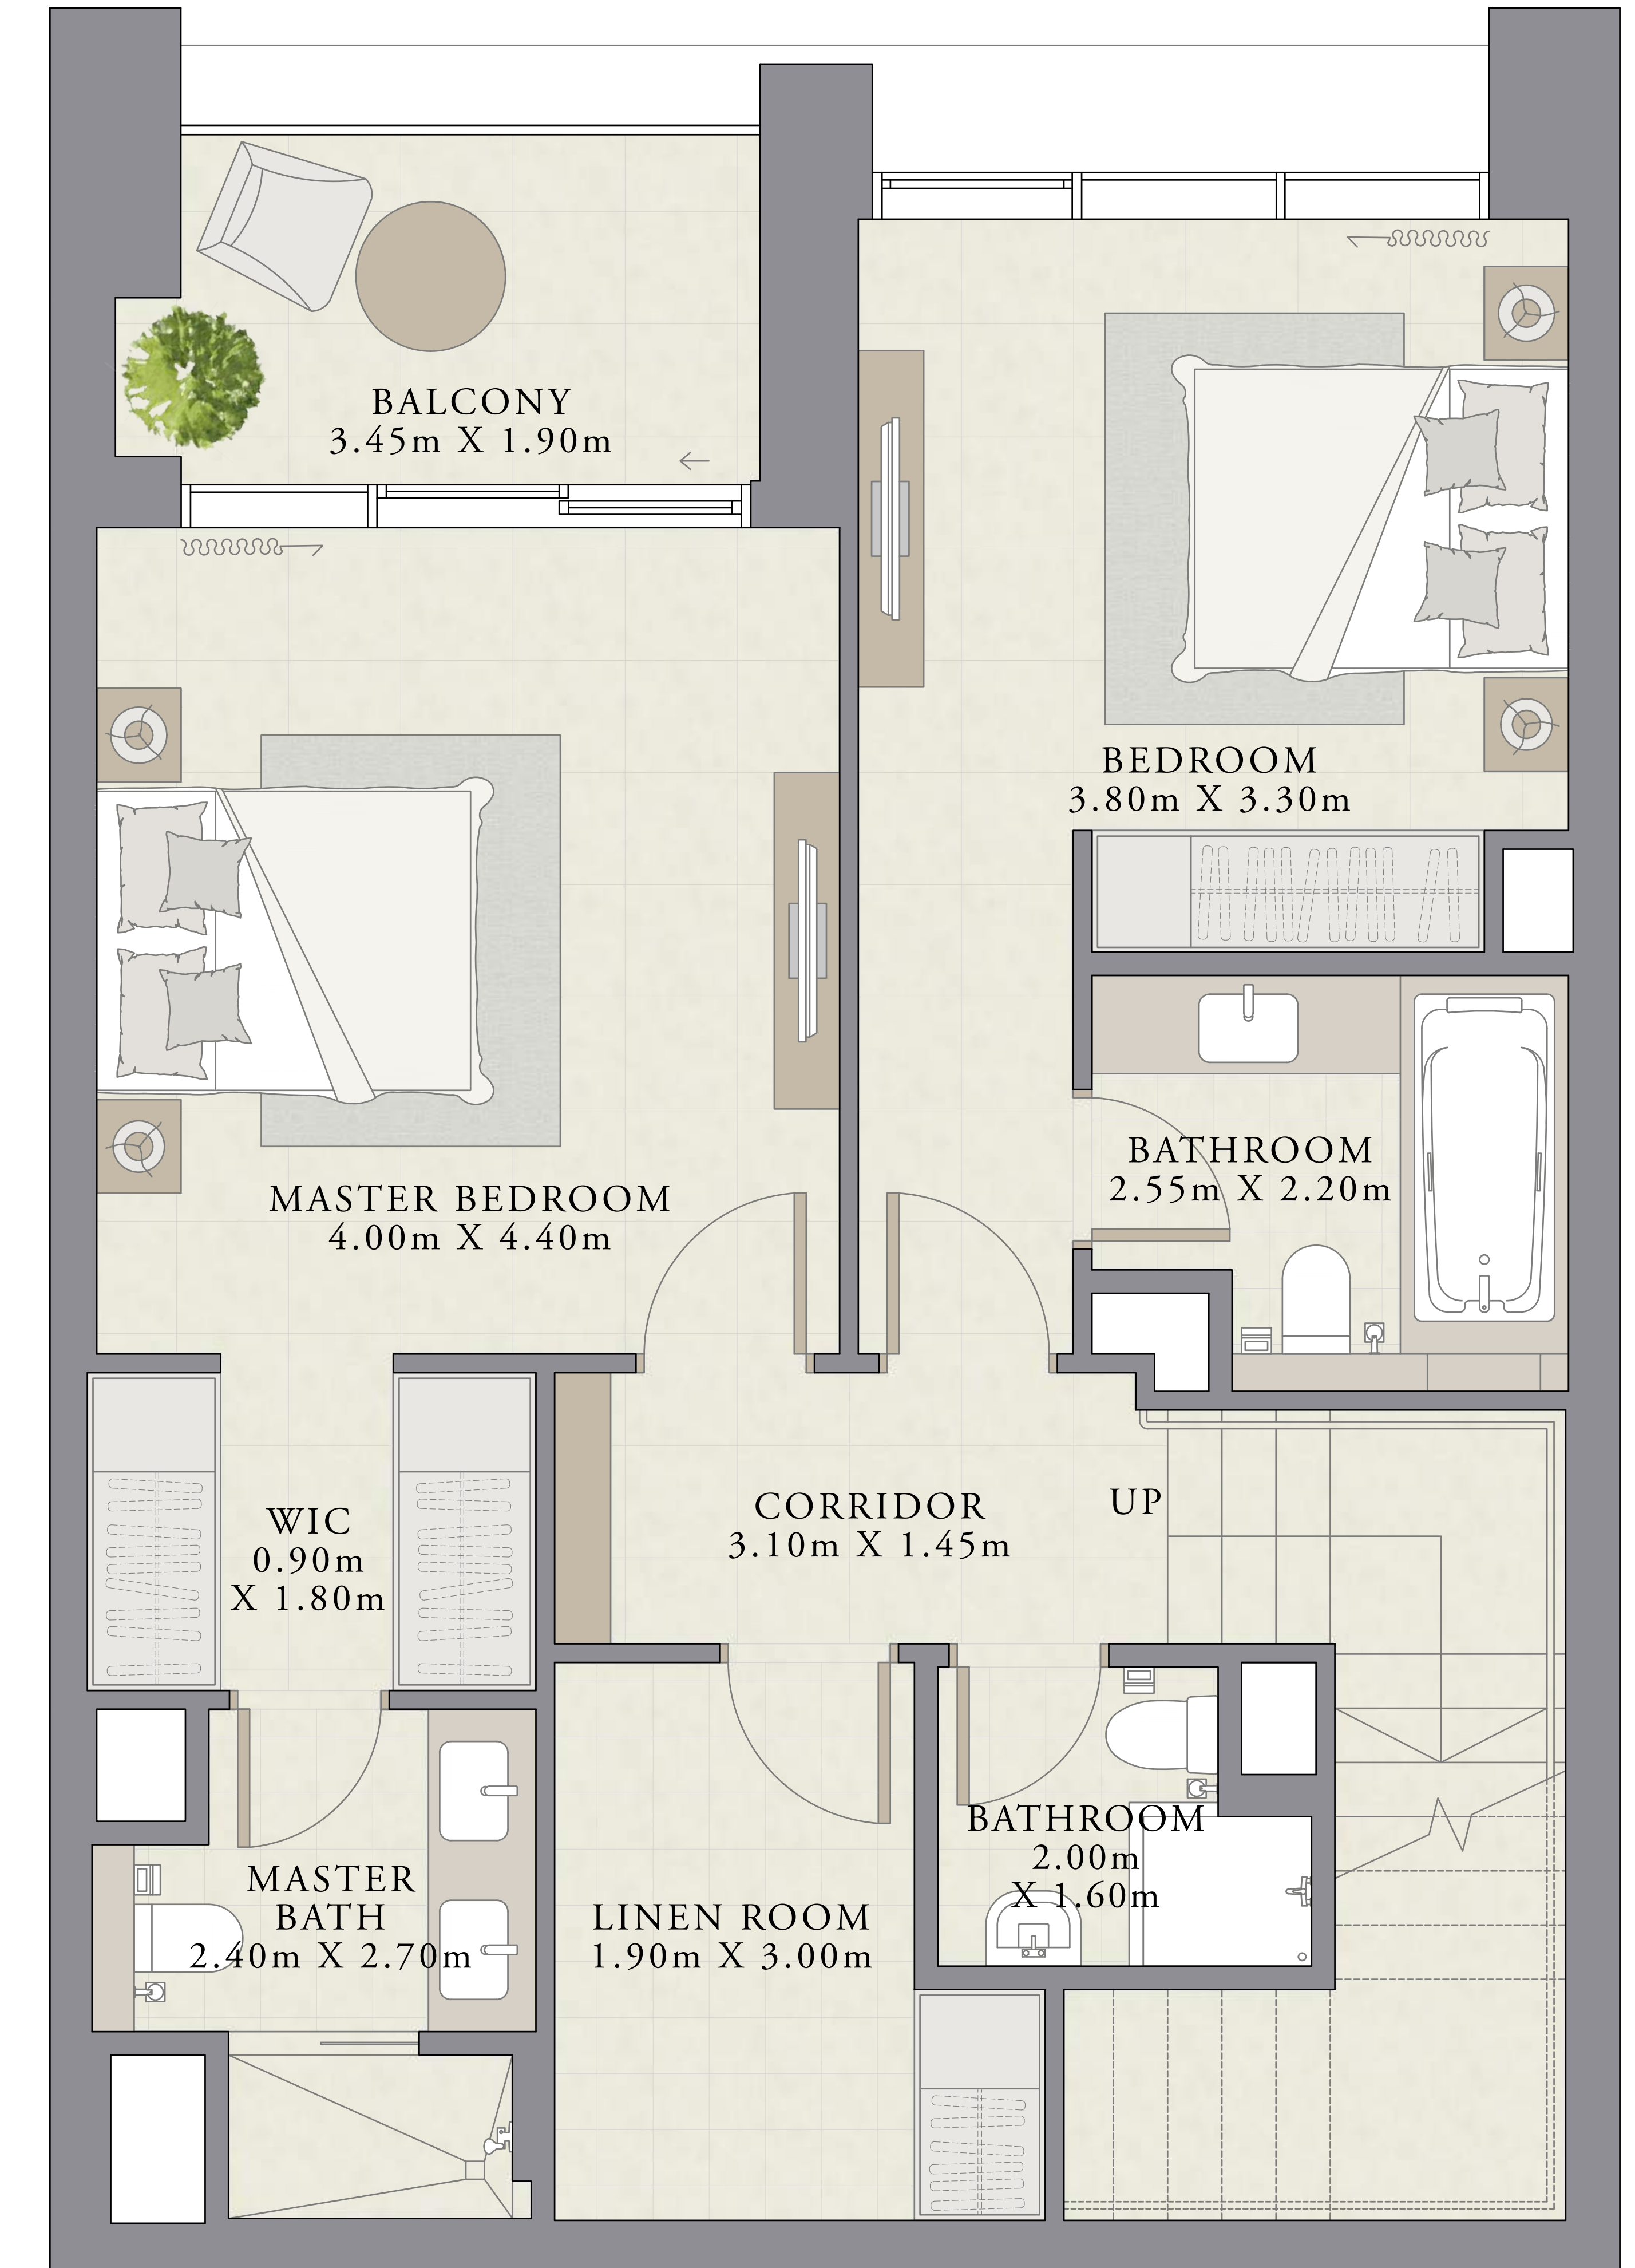 BALCONY
3.45m X 1.90m
BEDROOM
3.80m X 3.30m
BATHROOM
2.55m X 2.20m
MASTER BEDROOM
4.00m X 4.40m
CORRIDOR
3.10m X 1.45m
UP
WIC
0.90m
X 1.80m
BATHROOM
2.00m
X 1.60m
MASTER
BATH
2.40m X 2.70m
LINEN ROOM
1.90m X 3.00m